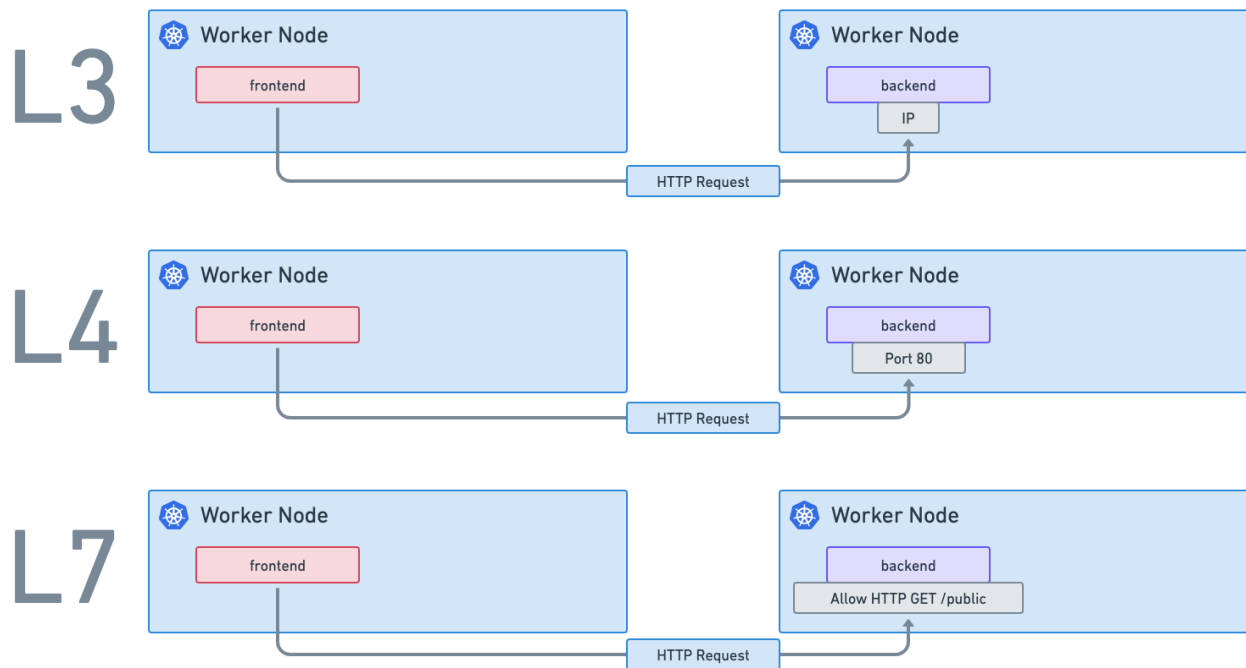 L3
Worker Node
frontend
Worker Node
backend
IP
HTTP Request
L4
Worker Node
frontend
Worker Node
backend
Port 80
HTTP Request
L7
Worker Node
frontend
Worker Node
backend
Allow HTTP GET /public
HTTP Request